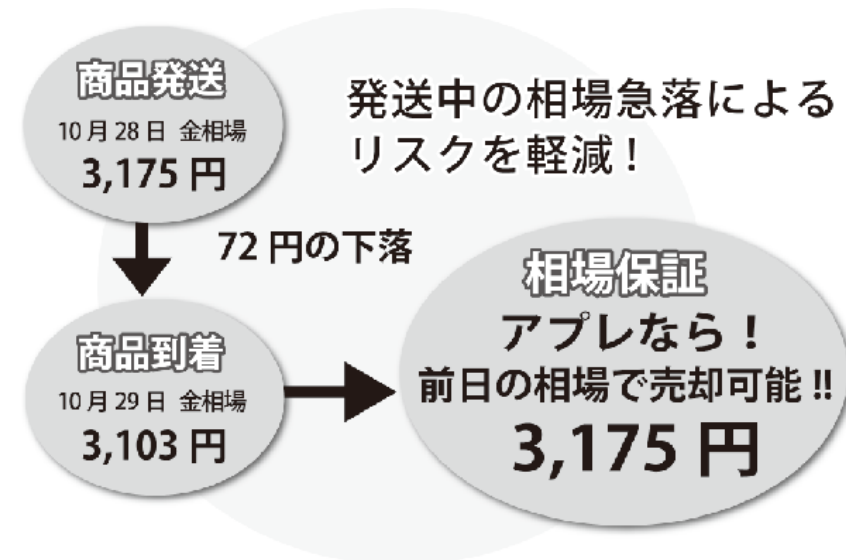 商品発送
10月28日 金相場
3,175円
発送中の相場急落による
リスクを軽減！
72円の下落
商品到着
10月29日 金相場
3,103円
相場保証
アプレなら！
前日の相場で売却可能!!
3,175円